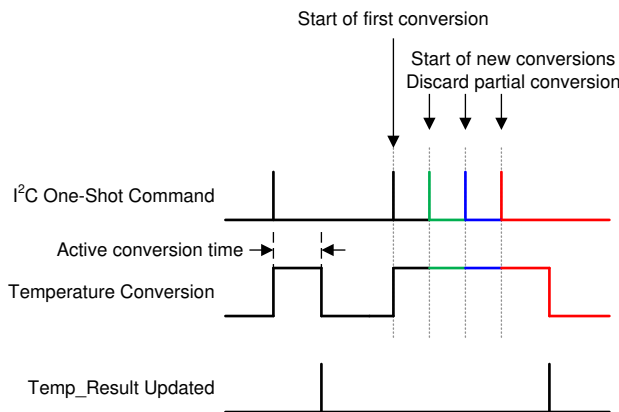 Start of first conversion
Start of new conversions
Discard partial conversion
I²C One-Shot Command
Active conversion time
Temperature Conversion
Temp_Result Updated